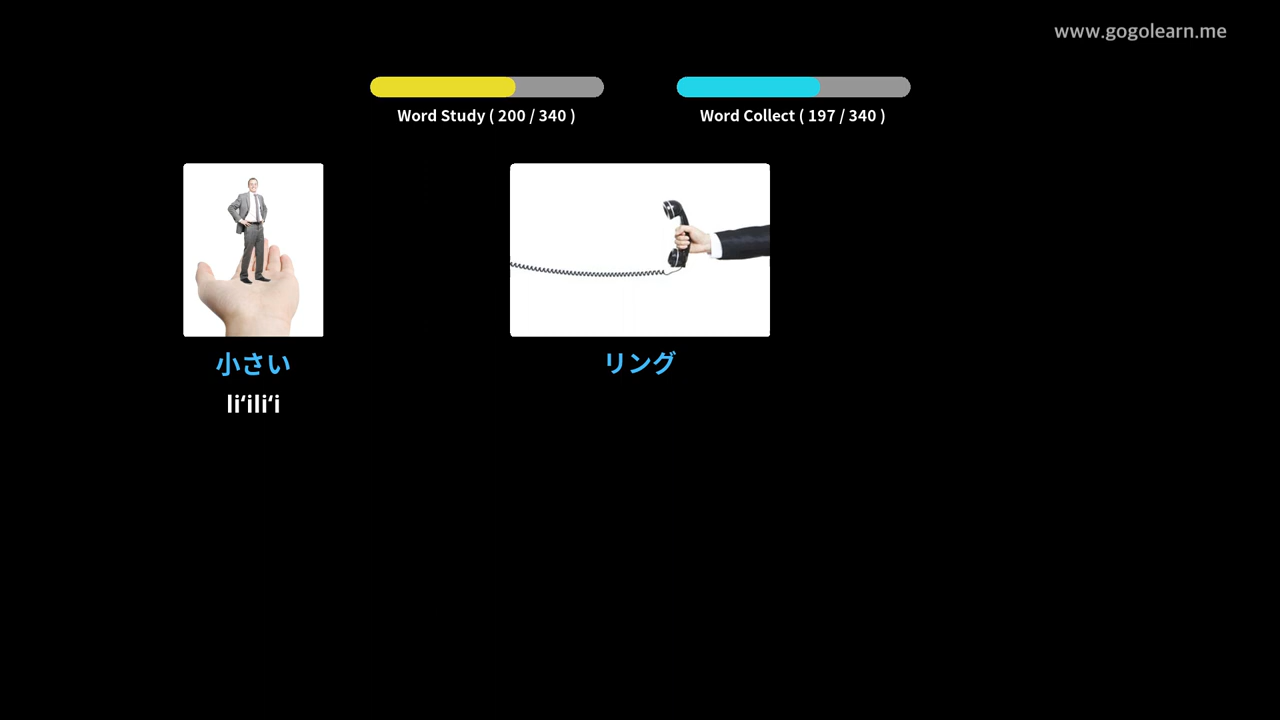 www.gogolearn.me
Word Study ( 200 / 340 )
Word Collect ( 197 / 340 )
小さい
リング
liʻiliʻi